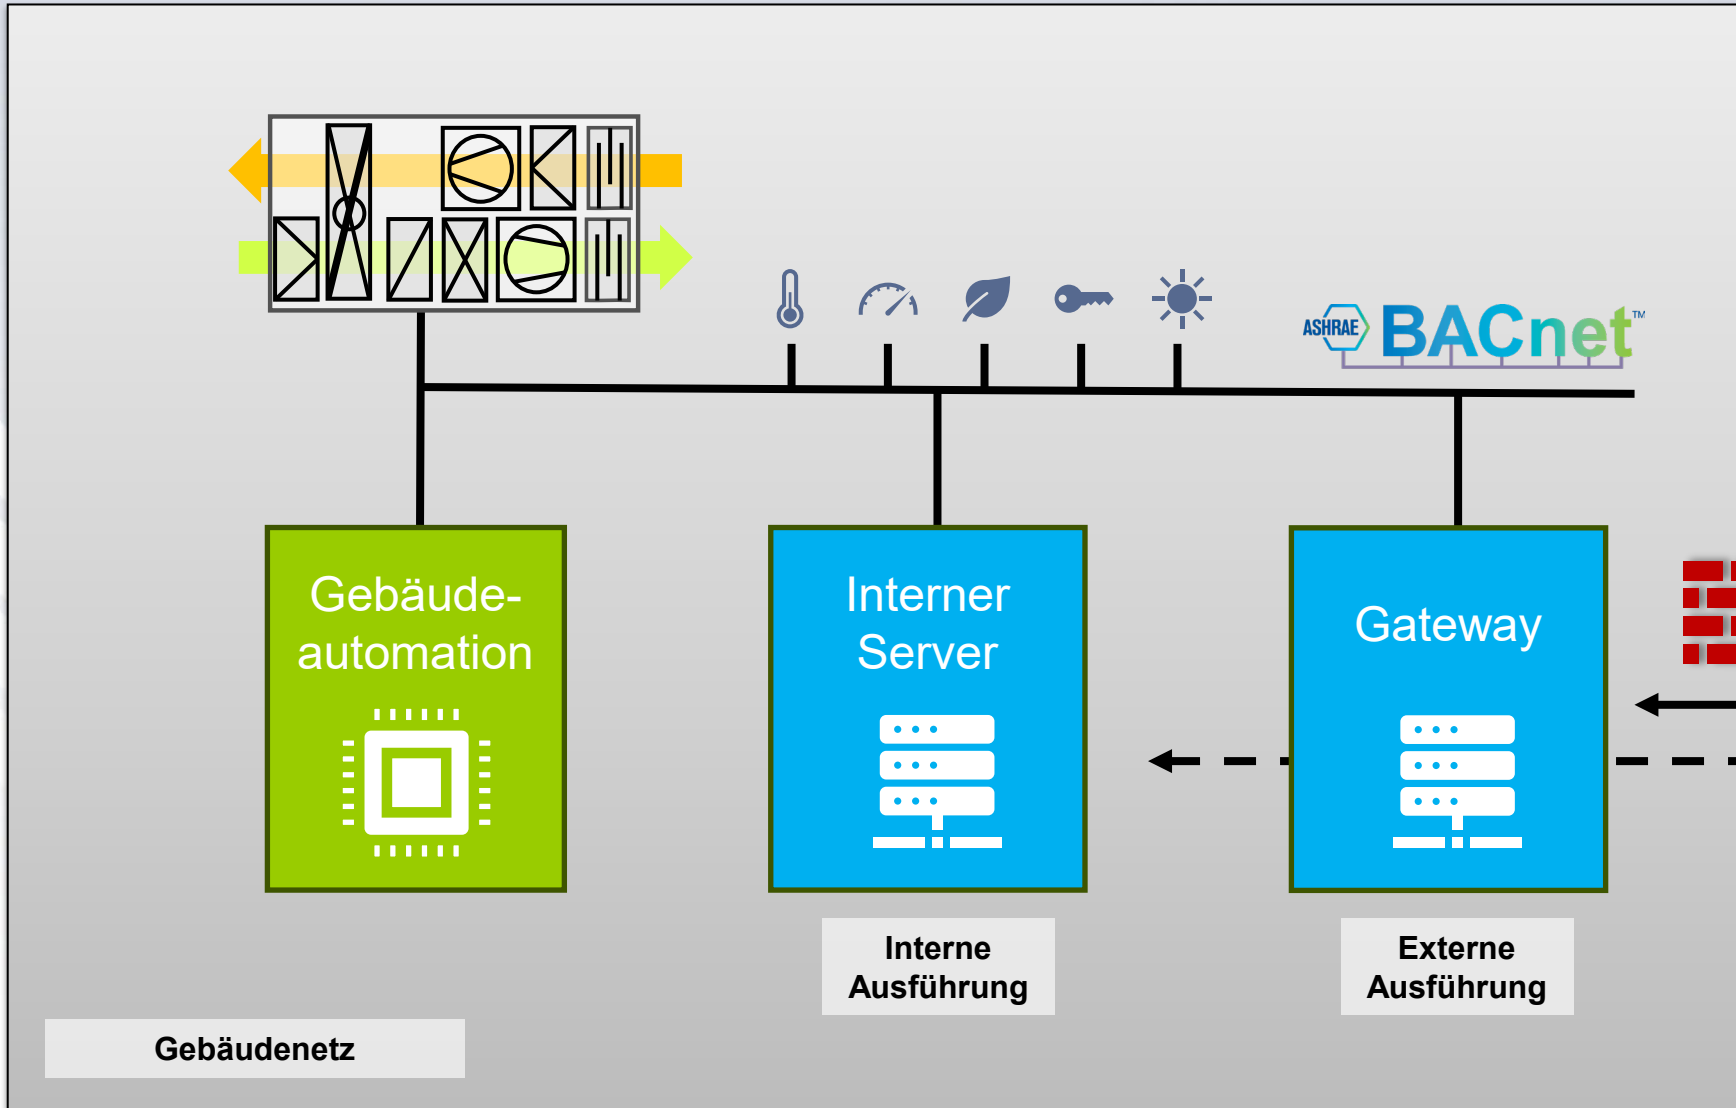 ASHRAE BACnet™
Gebäude-
automation
Interner
Server
Gateway
Interne
Ausführung
Externe
Ausführung
Gebäudenetz